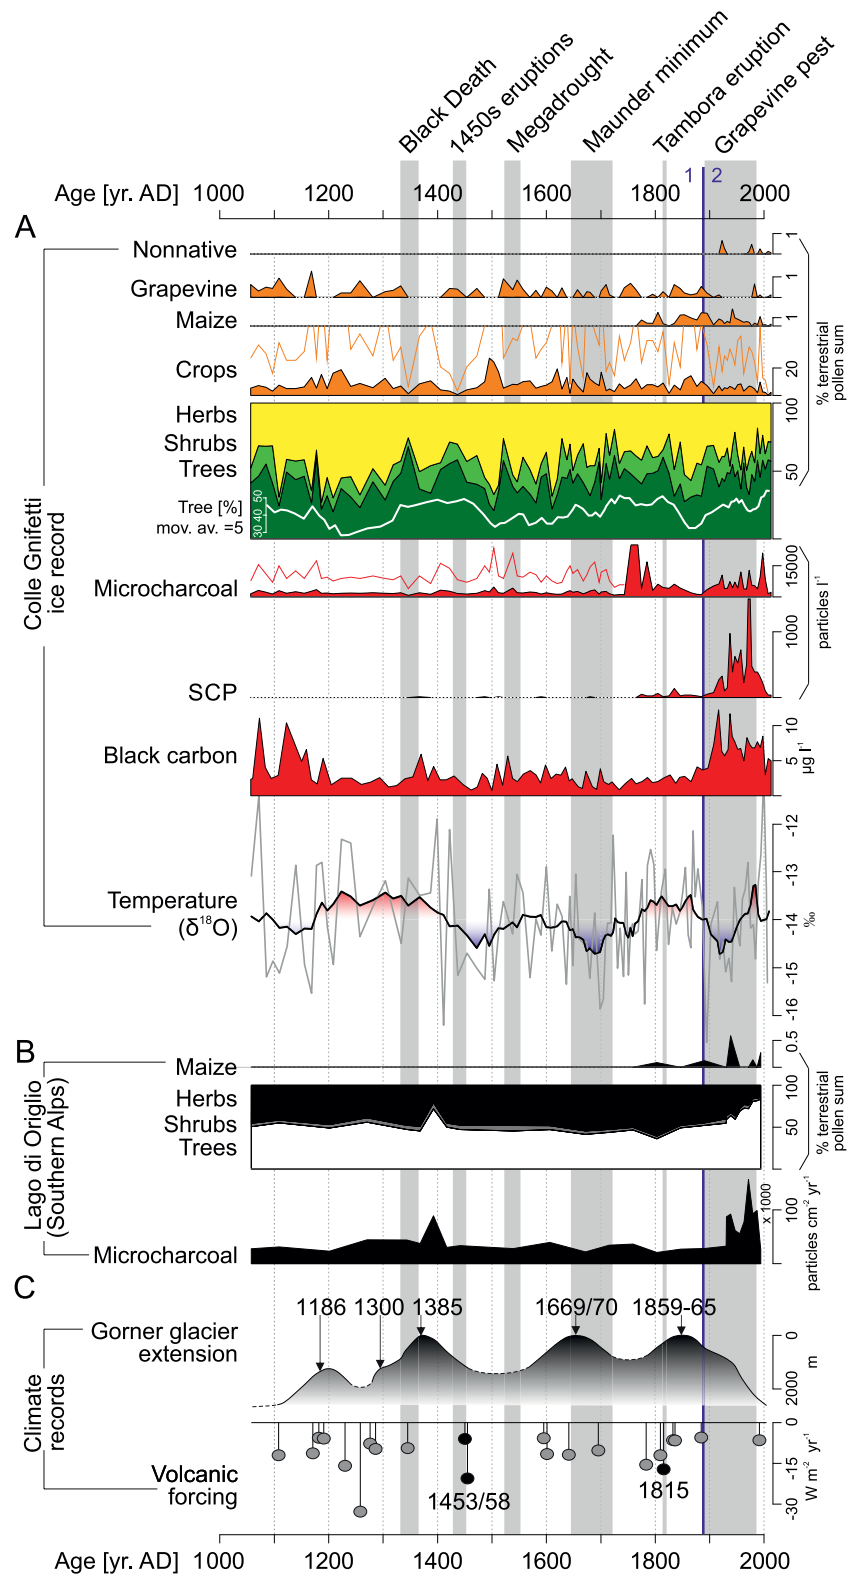 Black Death
1450s eruptions
Megadrought
Maunder minimum
Tambora eruption
Grapevine pest
1 2
Age [yr. AD] 1000 1200 1400 1600 1800 2000
A
Colle Gnifetti
ice record
Nonnative
1
Grapevine
1
Maize
1
Crops
20
% terrestrial
pollen sum
Herbs
Shrubs
Trees
100
50
Tree [%]
mov. av. =5
30 40 50
Microcharcoal
15000
SCP
1000
particles l-1
Black carbon
10
5
µg l-1
Temperature
(δ18O)
-12
-13
-14
-15
-16
‰
B
Lago di Origlio
(Southern Alps)
Maize
0.5
Herbs
Shrubs
Trees
100
50
% terrestrial
pollen sum
Microcharcoal
100
x 1000
particles cm-2 yr-1
C
Climate
records
1186 1300 1385 1669/70 1859-65
Gorner glacier
extension
0
2000
m
Volcanic
forcing
0
-15
-30
W m-2 yr-1
1453/58
1815
Age [yr. AD] 1000 1200 1400 1600 1800 2000